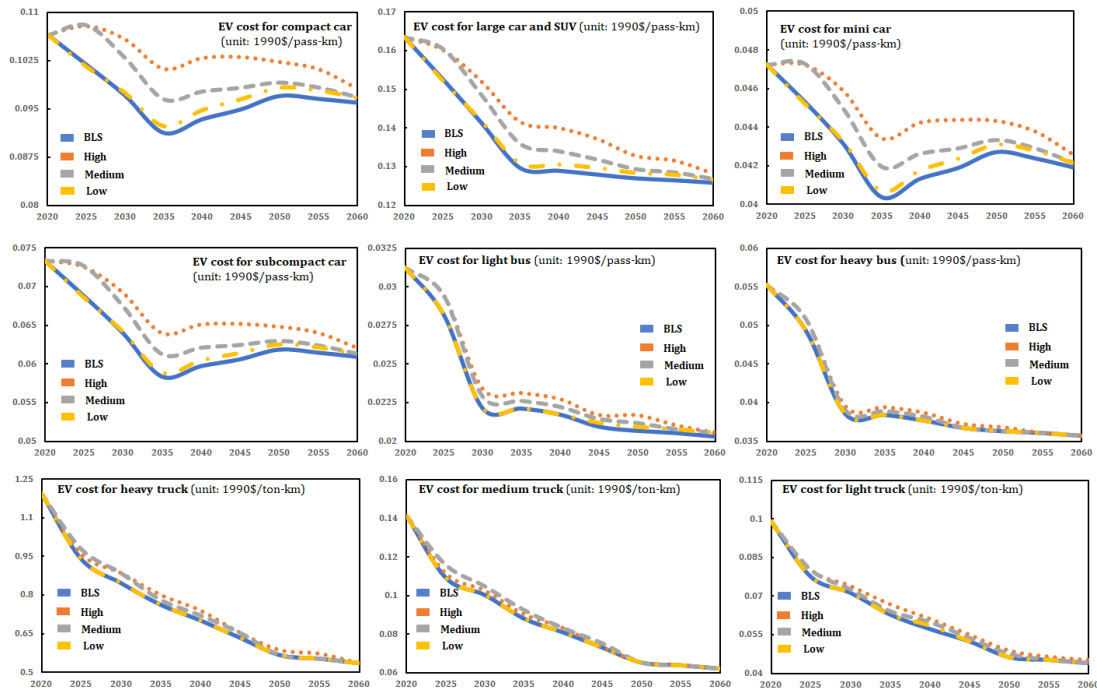 EV cost for compact car
(unit: 1990$/pass-km)
0.11
0.1025
0.095
0.0875
0.08
BLS
High
Medium
Low
2020 2025 2030 2035 2040 2045 2050 2055 2060
EV cost for large car and SUV (unit: 1990$/pass-km)
0.17
0.16
0.15
0.14
0.13
0.12
BLS
High
Medium
Low
2020 2025 2030 2035 2040 2045 2050 2055 2060
EV cost for mini car
(unit: 1990$/pass-km)
0.05
0.048
0.046
0.044
0.042
0.04
BLS
High
Medium
Low
2020 2025 2030 2035 2040 2045 2050 2055 2060
EV cost for subcompact car
(unit: 1990$/pass-km)
0.075
0.07
0.065
0.06
0.055
0.05
BLS
High
Medium
Low
2020 2025 2030 2035 2040 2045 2050 2055 2060
EV cost for light bus (unit: 1990$/pass-km)
0.0325
0.03
0.0275
0.025
0.0225
0.02
BLS
High
Medium
Low
2020 2025 2030 2035 2040 2045 2050 2055 2060
EV cost for heavy bus (unit: 1990$/pass-km)
0.06
0.055
0.05
0.045
0.04
0.035
BLS
High
Medium
Low
2020 2025 2030 2035 2040 2045 2050 2055 2060
EV cost for heavy truck (unit: 1990$/ton-km)
1.25
1.1
0.95
0.8
0.65
0.5
BLS
High
Medium
Low
2020 2025 2030 2035 2040 2045 2050 2055 2060
EV cost for medium truck (unit: 1990$/ton-km)
0.16
0.14
0.12
0.1
0.08
0.06
BLS
High
Medium
Low
2020 2025 2030 2035 2040 2045 2050 2055 2060
EV cost for light truck (unit: 1990$/ton-km)
0.115
0.1
0.085
0.07
0.055
0.04
BLS
High
Medium
Low
2020 2025 2030 2035 2040 2045 2050 2055 2060